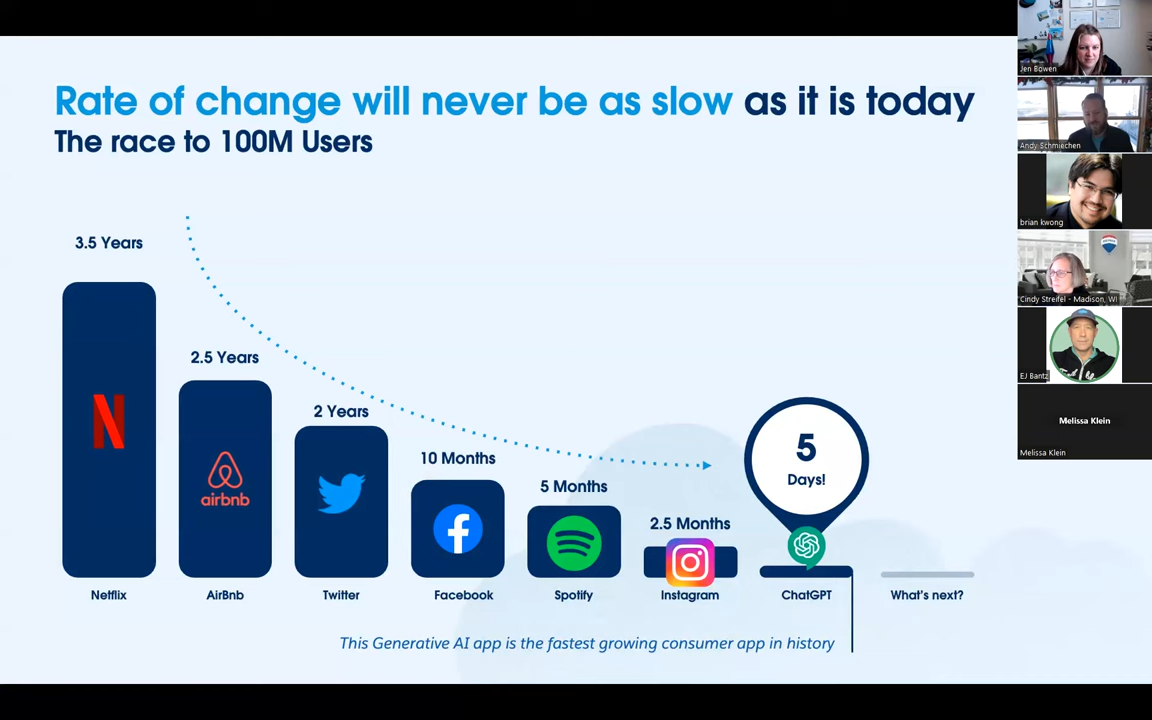 Rate of change will never be as slow as it is today
The race to 100M Users
3.5 Years
2.5 Years
2 Years
10 Months
5 Months
2.5 Months
5
Days!
N
airbnb
f
Netflix
AirBnb
Twitter
Facebook
Spotify
Instagram
ChatGPT
What's next?
This Generative AI app is the fastest growing consumer app in history
Jen Bowen
Andy Schmiechen
brian kwong
Cindy Streifel - Madison, WI
EJ Bantz
Melissa Klein
Melissa Klein